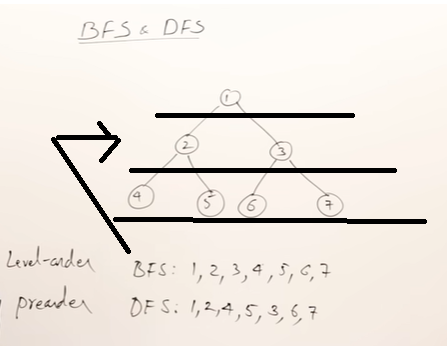 BFS & DFS
1
2 3
4 5 6 7
Level-order BFS: 1, 2, 3, 4, 5, 6, 7
preorder DFS: 1, 2, 4, 5, 3, 6, 7